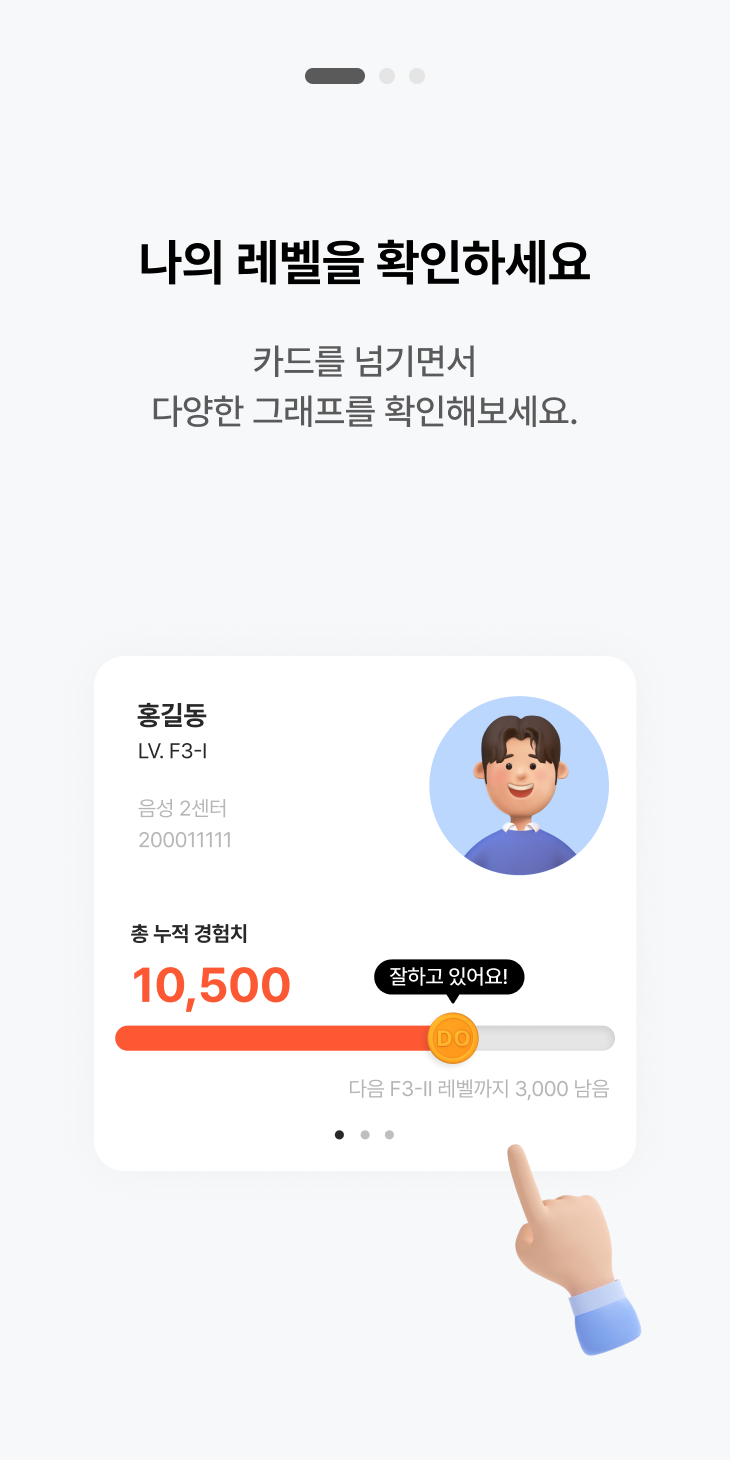 나의 레벨을 확인하세요
카드를 넘기면서
다양한 그래프를 확인해보세요.
홍길동
LV. F3-I
음성 2센터
200011111
총 누적 경험치
10,500
잘하고 있어요!
DO
다음 F3-II 레벨까지 3,000 남음